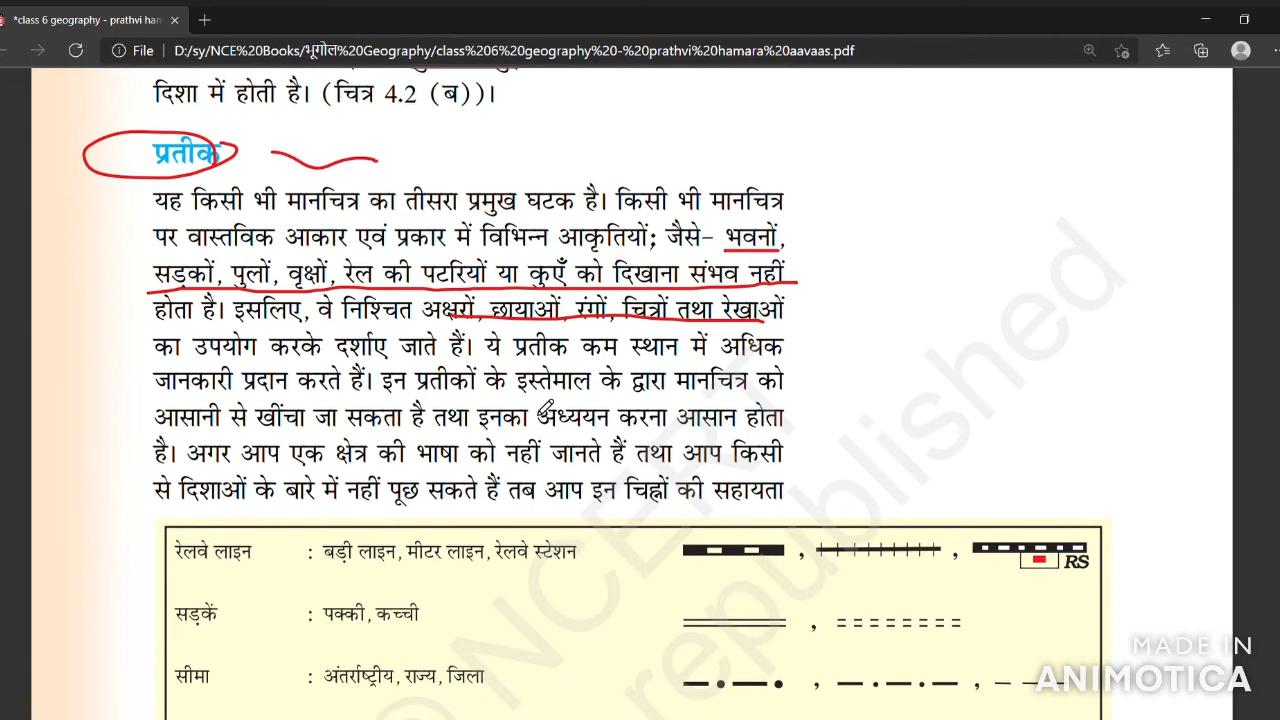 *class 6 geography - prathvi ham
File
D:/sy/NCE%20Books/भूगोल%20Geography/class%206%20geography%20-%20prathvi%20hamara%20aavaas.pdf
दिशा में होती है। (चित्र 4.2 (ब))।
प्रतीक
यह किसी भी मानचित्र का तीसरा प्रमुख घटक है। किसी भी मानचित्र
पर वास्तविक आकार एवं प्रकार में विभिन्न आकृतियों; जैसे- भवनों,
सड़कों, पुलों, वृक्षों, रेल की पटरियों या कुएँ को दिखाना संभव नहीं
होता है। इसलिए, वे निश्चित अक्षरों, छायाओं, रंगों, चित्रों तथा रेखाओं
का उपयोग करके दर्शाए जाते हैं। ये प्रतीक कम स्थान में अधिक
जानकारी प्रदान करते हैं। इन प्रतीकों के इस्तेमाल के द्वारा मानचित्र को
आसानी से खींचा जा सकता है तथा इनका अध्ययन करना आसान होता
है। अगर आप एक क्षेत्र की भाषा को नहीं जानते हैं तथा आप किसी
से दिशाओं के बारे में नहीं पूछ सकते हैं तब आप इन चिह्नों की सहायता
रेलवे लाइन : बड़ी लाइन, मीटर लाइन, रेलवे स्टेशन , , RS
सड़कें : पक्की, कच्ची ,
सीमा : अंतर्राष्ट्रीय, राज्य, जिला , ,
© NCERT
republished
MADE IN
ANIMOTICA